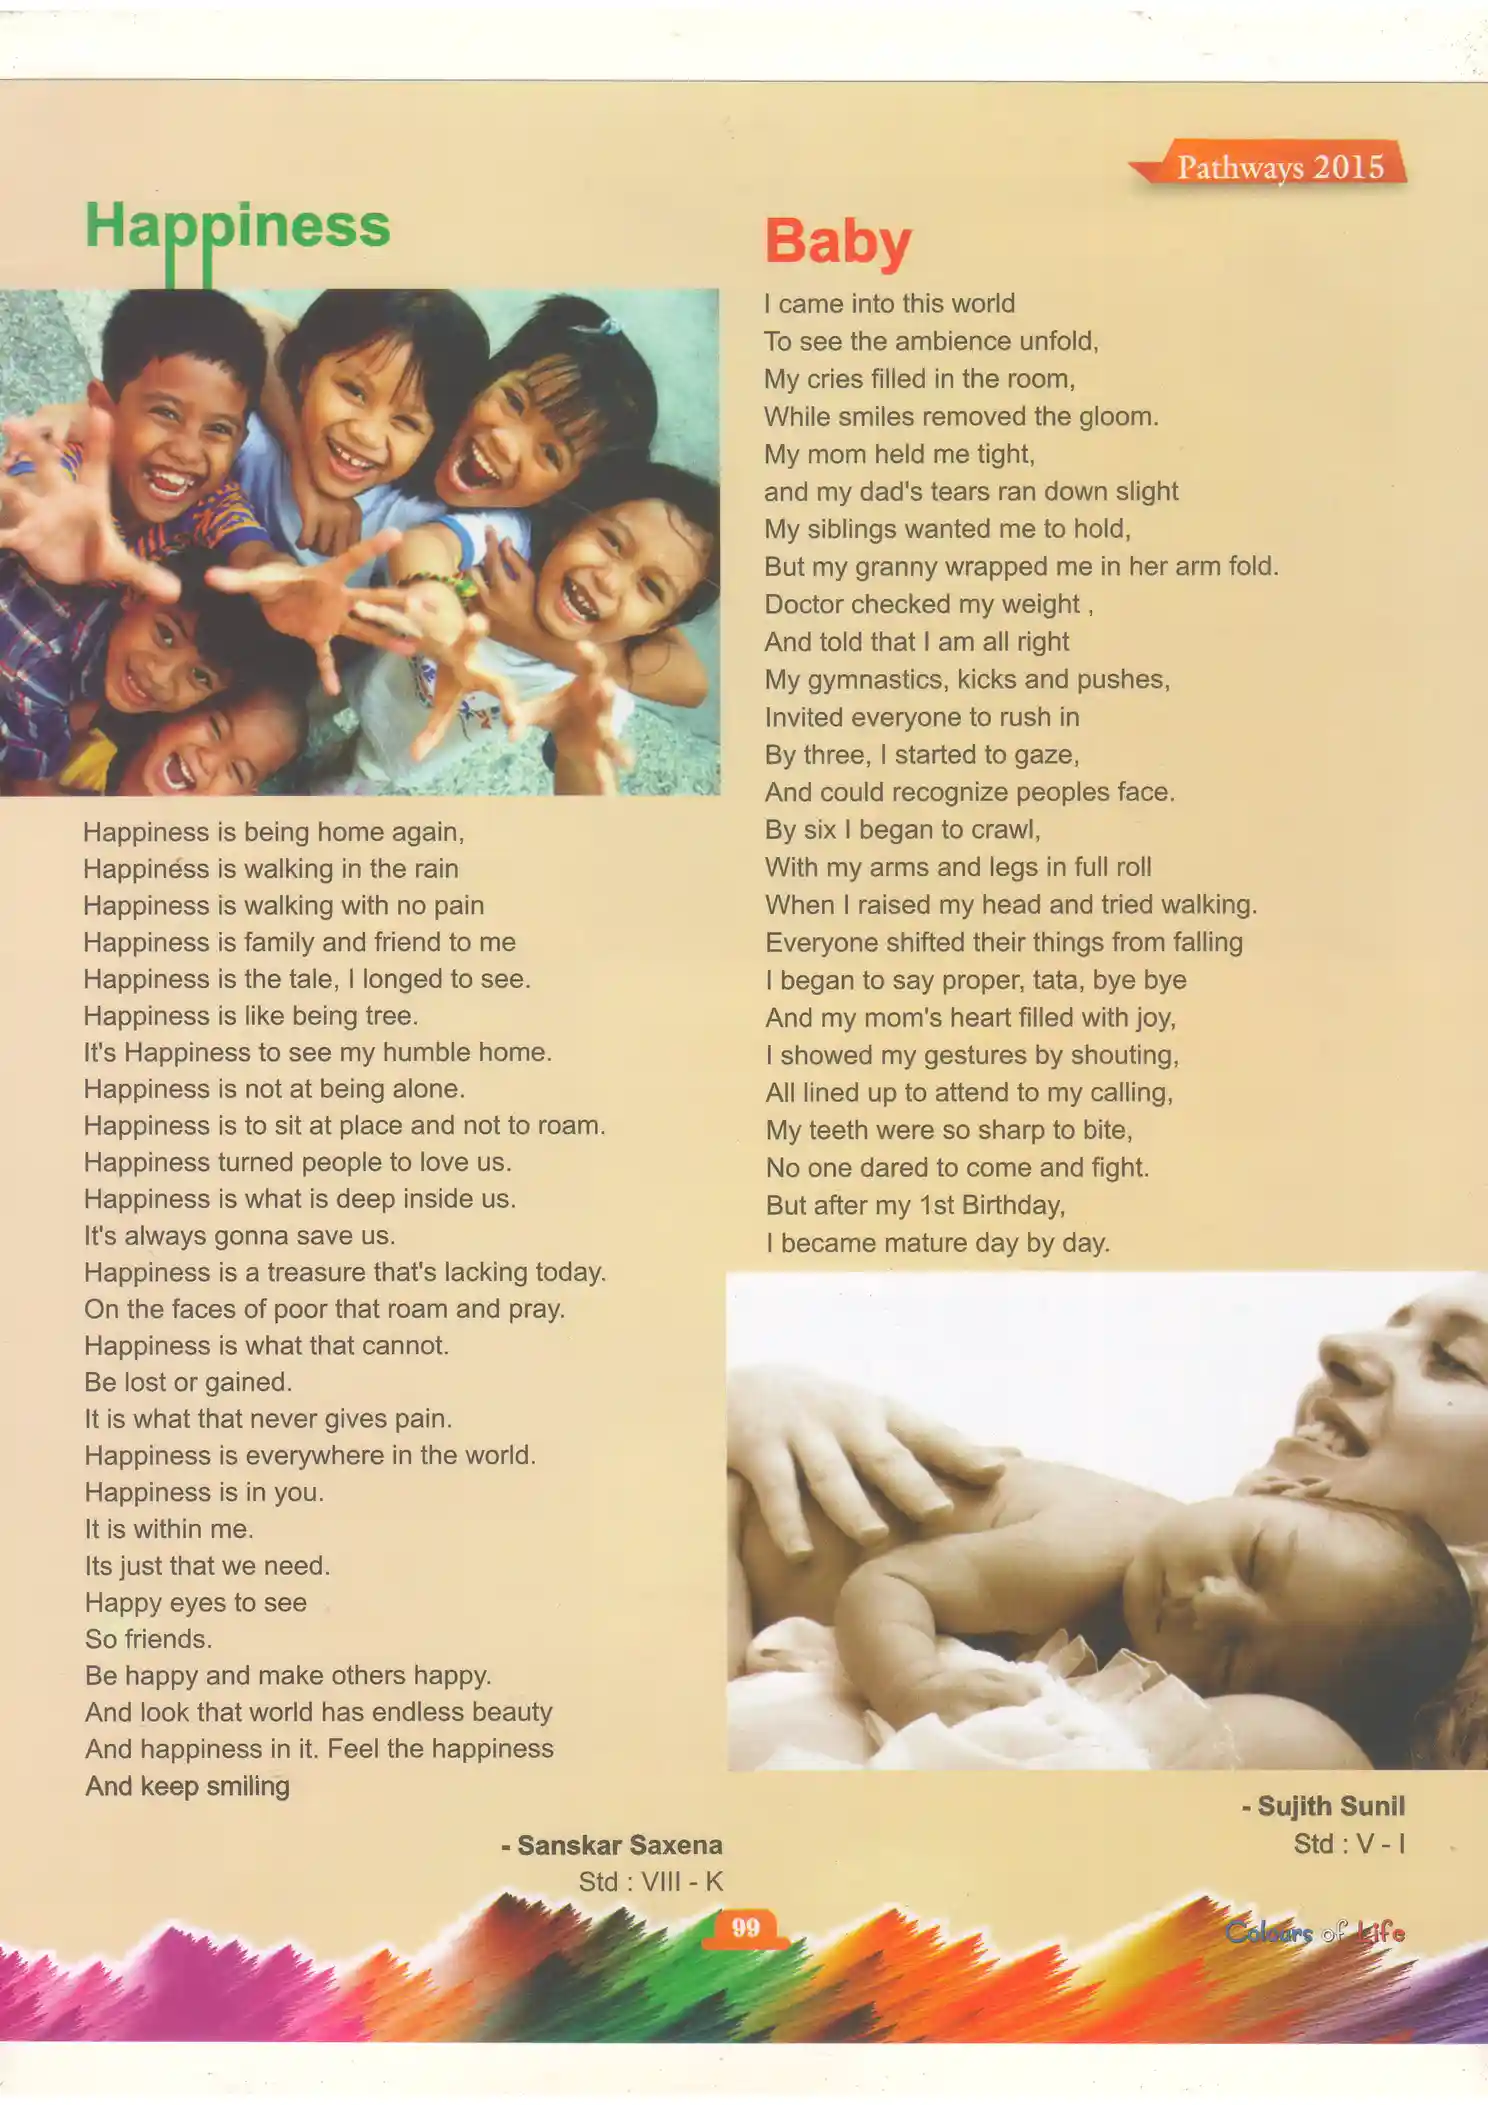 Pathways 2015
Happiness
Happiness is being home again,
Happiness is walking in the rain
Happiness is walking with no pain
Happiness is family and friend to me
Happiness is the tale, I longed to see.
Happiness is like being tree.
It's Happiness to see my humble home.
Happiness is not at being alone.
Happiness is to sit at place and not to roam.
Happiness turned people to love us.
Happiness is what is deep inside us.
It's always gonna save us.
Happiness is a treasure that's lacking today.
On the faces of poor that roam and pray.
Happiness is what that cannot.
Be lost or gained.
It is what that never gives pain.
Happiness is everywhere in the world.
Happiness is in you.
It is within me.
Its just that we need.
Happy eyes to see
So friends.
Be happy and make others happy.
And look that world has endless beauty
And happiness in it. Feel the happiness
And keep smiling
- Sanskar Saxena
Std : VIII - K
Baby
I came into this world
To see the ambience unfold,
My cries filled in the room,
While smiles removed the gloom.
My mom held me tight,
and my dad's tears ran down slight
My siblings wanted me to hold,
But my granny wrapped me in her arm fold.
Doctor checked my weight ,
And told that I am all right
My gymnastics, kicks and pushes,
Invited everyone to rush in
By three, I started to gaze,
And could recognize peoples face.
By six I began to crawl,
With my arms and legs in full roll
When I raised my head and tried walking.
Everyone shifted their things from falling
I began to say proper, tata, bye bye
And my mom's heart filled with joy,
I showed my gestures by shouting,
All lined up to attend to my calling,
My teeth were so sharp to bite,
No one dared to come and fight.
But after my 1st Birthday,
I became mature day by day.
- Sujith Sunil
Std : V - I
99
Colours of Life